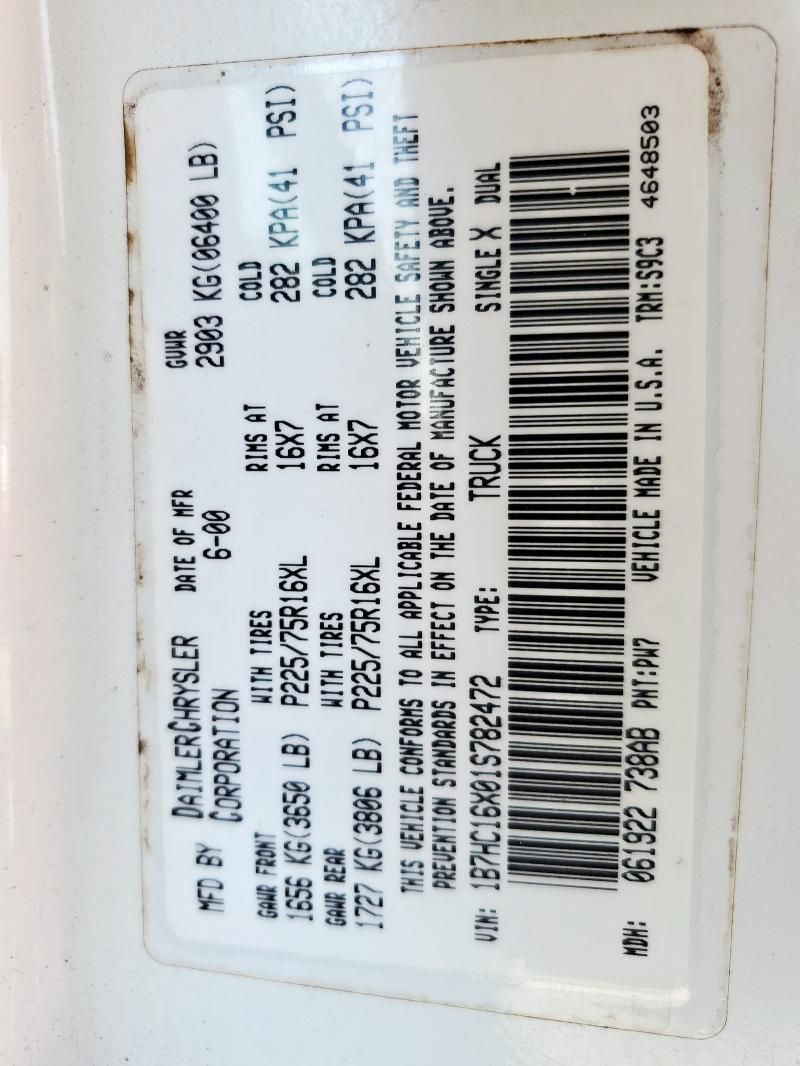 MFD BY DAIMLERCHRYSLER CORPORATION DATE OF MFR 6-00 GVWR 2903 KG(06400 LB)
GAWR FRONT WITH TIRES RIMS AT COLD
1656 KG(3650 LB) P225/75R16XL 16X7 282 KPA(41 PSI)
GAWR REAR WITH TIRES RIMS AT COLD
1727 KG(3806 LB) P225/75R16XL 16X7 282 KPA(41 PSI)
THIS VEHICLE CONFORMS TO ALL APPLICABLE FEDERAL MOTOR VEHICLE SAFETY AND THEFT
PREVENTION STANDARDS IN EFFECT ON THE DATE OF MANUFACTURE SHOWN ABOVE.
VIN: 1B7HC16X01S782472 TYPE: TRUCK SINGLE X DUAL
MDH: 061922 738AB PNT:PW7 VEHICLE MADE IN U.S.A. TRM:S9C3 4648503